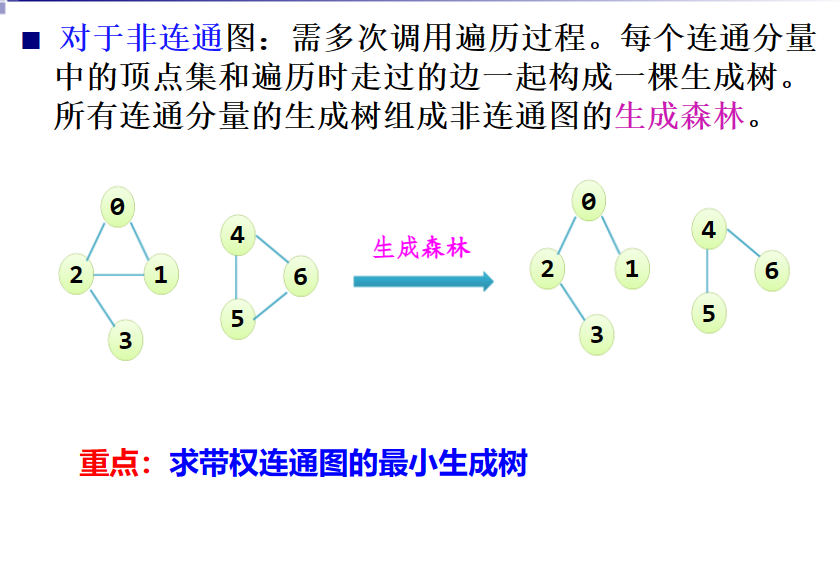 对于非连通图：需多次调用遍历过程。每个连通分量
中的顶点集和遍历时走过的边一起构成一棵生成树。
所有连通分量的生成树组成非连通图的生成森林。
0
4
2
1
6
5
3
生成森林
0
4
2
1
6
5
3
重点：求带权连通图的最小生成树